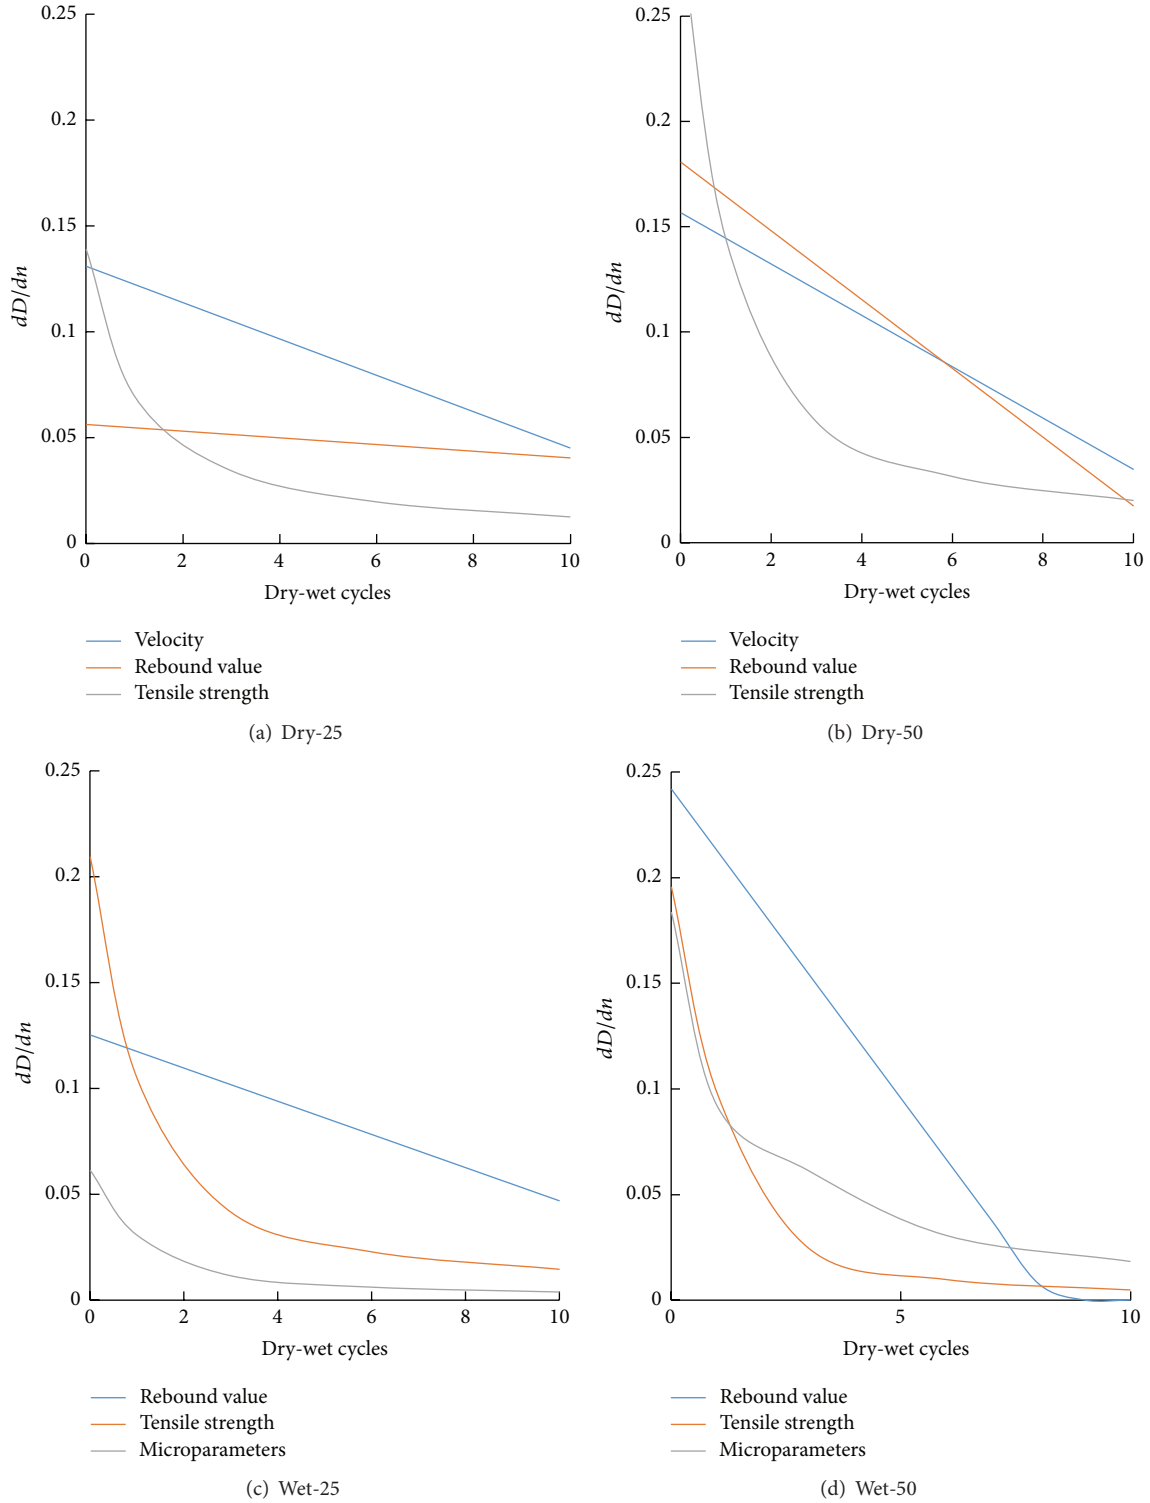 0.25
0.2
0.15
0.1
0.05
0
dD/dn
0 2 4 6 8 10
Dry-wet cycles
Velocity
Rebound value
Tensile strength
(a) Dry-25
0.25
0.2
0.15
0.1
0.05
0
dD/dn
0 2 4 6 8 10
Dry-wet cycles
Velocity
Rebound value
Tensile strength
(b) Dry-50
0.25
0.2
0.15
0.1
0.05
0
dD/dn
0 2 4 6 8 10
Dry-wet cycles
Rebound value
Tensile strength
Microparameters
(c) Wet-25
0.25
0.2
0.15
0.1
0.05
0
dD/dn
0 5 10
Dry-wet cycles
Rebound value
Tensile strength
Microparameters
(d) Wet-50